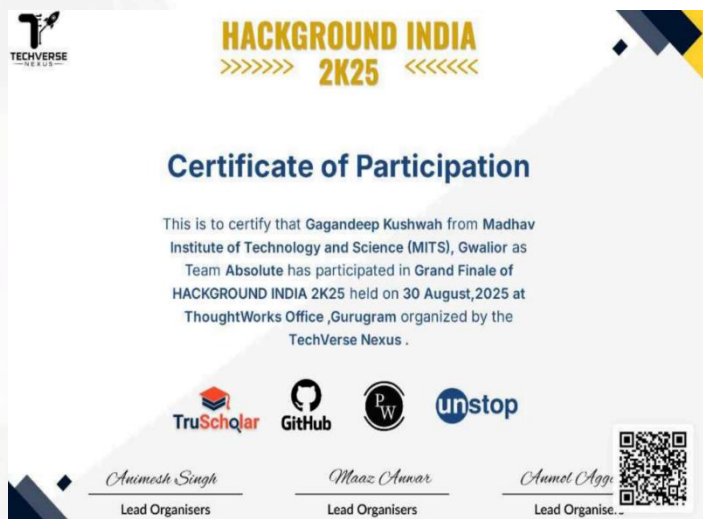 TECHVERSE
NEXUS
HACKGROUND INDIA
2K25
Certificate of Participation
This is to certify that Gagandeep Kushwah from Madhav
Institute of Technology and Science (MITS), Gwalior as
Team Absolute has participated in Grand Finale of
HACKGROUND INDIA 2K25 held on 30 August,2025 at
ThoughtWorks Office ,Gurugram organized by the
TechVerse Nexus .
TruScholar
GitHub
PW
unstop
Animesh Singh
Maaz Anwar
Anmol
Lead Organisers
Lead Organisers
Lead Organisers